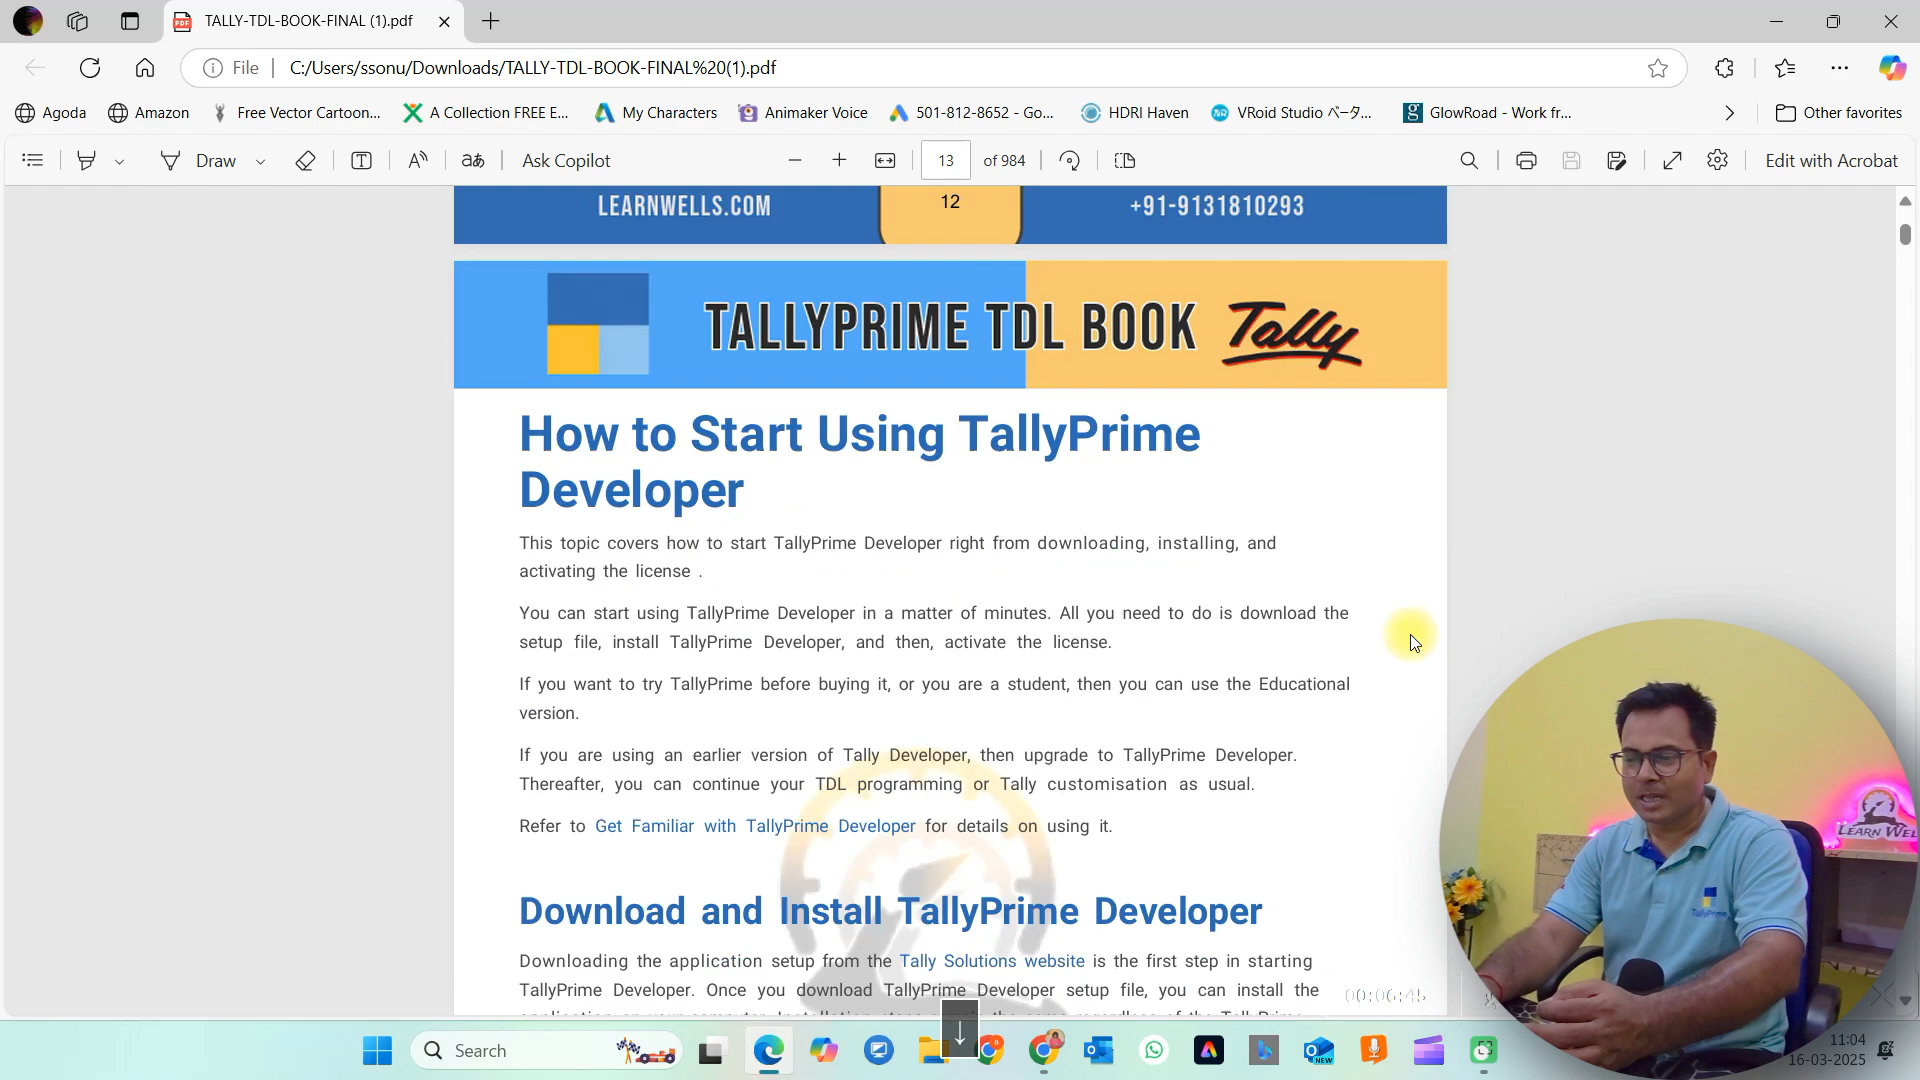 TALLY-TDL-BOOK-FINAL (1).pdf
File
C:/Users/ssonu/Downloads/TALLY-TDL-BOOK-FINAL%20(1).pdf
Agoda
Amazon
Free Vector Cartoon...
A Collection FREE E...
My Characters
Animaker Voice
501-812-8652 - Go...
HDRI Haven
VRoid Studio ベータ...
GlowRoad - Work fr...
Other favorites
Draw
Ask Copilot
13 of 984
Edit with Acrobat
LEARNWELLS.COM
12
+91-9131810293
TALLYPRIME TDL BOOK
Tally
How to Start Using TallyPrime
Developer
This topic covers how to start TallyPrime Developer right from downloading, installing, and
activating the license .
You can start using TallyPrime Developer in a matter of minutes. All you need to do is download the
setup file, install TallyPrime Developer, and then, activate the license.
If you want to try TallyPrime before buying it, or you are a student, then you can use the Educational
version.
If you are using an earlier version of Tally Developer, then upgrade to TallyPrime Developer.
Thereafter, you can continue your TDL programming or Tally customisation as usual.
Refer to Get Familiar with TallyPrime Developer for details on using it.
Download and Install TallyPrime Developer
Downloading the application setup from the Tally Solutions website is the first step in starting
TallyPrime Developer. Once you download TallyPrime Developer setup file, you can install the
00:06:45
LEARN WEL
TallyPrime
Search
NEW
11:04
16-03-2025